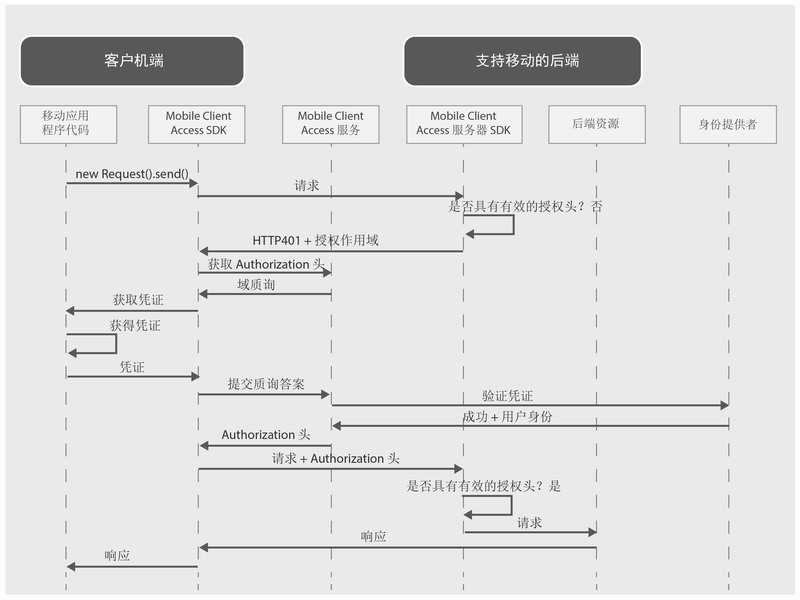 客户机端
支持移动的后端
移动应用
程序代码
Mobile Client
Access SDK
Mobile Client
Access 服务
Mobile Client
Access 服务器 SDK
后端资源
身份提供者
new Request().send()
请求
是否具有有效的授权头？否
HTTP401 + 授权作用域
获取 Authorization 头
域质询
获取凭证
获得凭证
凭证
提交质询答案
验证凭证
成功 + 用户身份
Authorization 头
请求 + Authorization 头
是否具有有效的授权头？是
请求
响应
响应